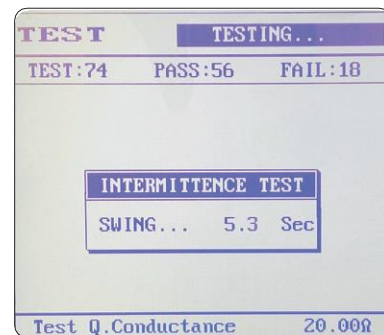 TEST TESTING...
TEST:74 PASS:56 FAIL:18
INTERMITTENCE TEST
SWING... 5.3 Sec
Test Q.Conductance 20.00Ω